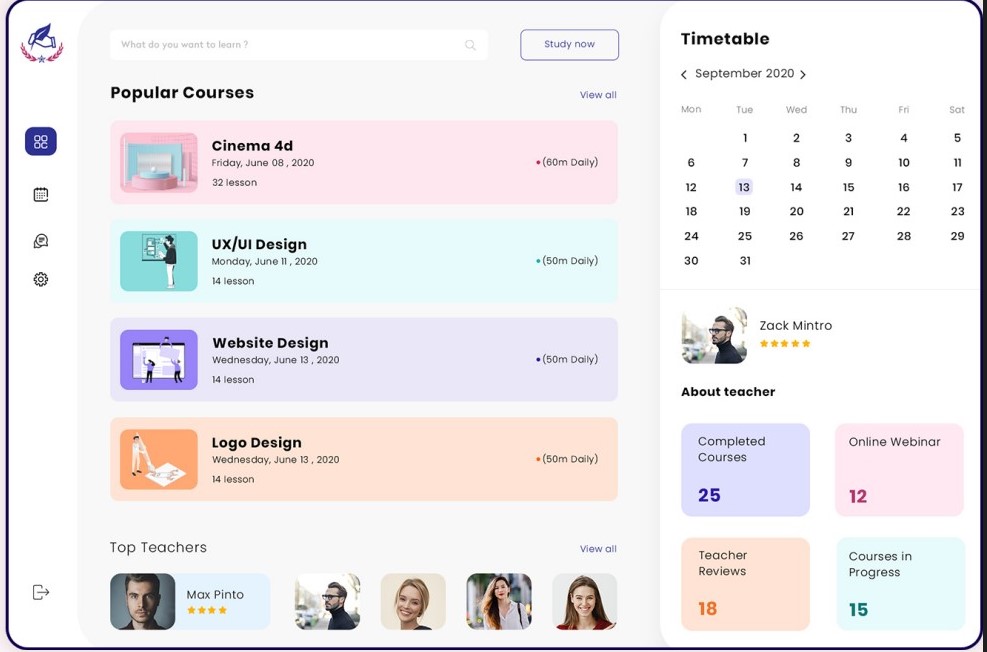 What do you want to learn ?
Study now
Popular Courses
View all
Cinema 4d
Friday, June 08 , 2020
32 lesson
(60m Daily)
UX/UI Design
Monday, June 11 , 2020
14 lesson
(50m Daily)
Website Design
Wednesday, June 13 , 2020
14 lesson
(50m Daily)
Logo Design
Wednesday, June 13 , 2020
14 lesson
(50m Daily)
Top Teachers
View all
Max Pinto
Timetable
September 2020
Mon Tue Wed Thu Fri Sat
1 2 3 4 5
6 7 8 9 10 11
12 13 14 15 16 17
18 19 20 21 22 23
24 25 26 27 28 29
30 31
Zack Mintro
About teacher
Completed
Courses
25
Online Webinar
12
Teacher
Reviews
18
Courses in
Progress
15